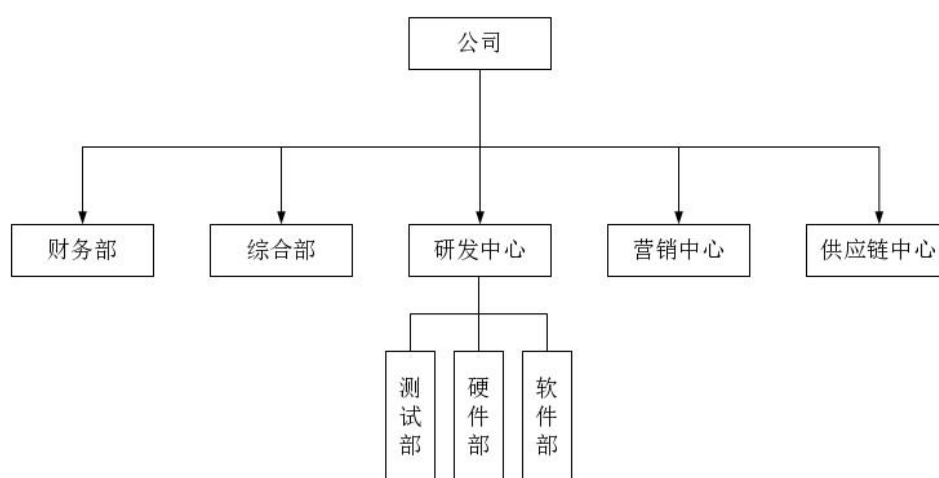 公司
财务部
综合部
研发中心
营销中心
供应链中心
测试部
硬件部
软件部